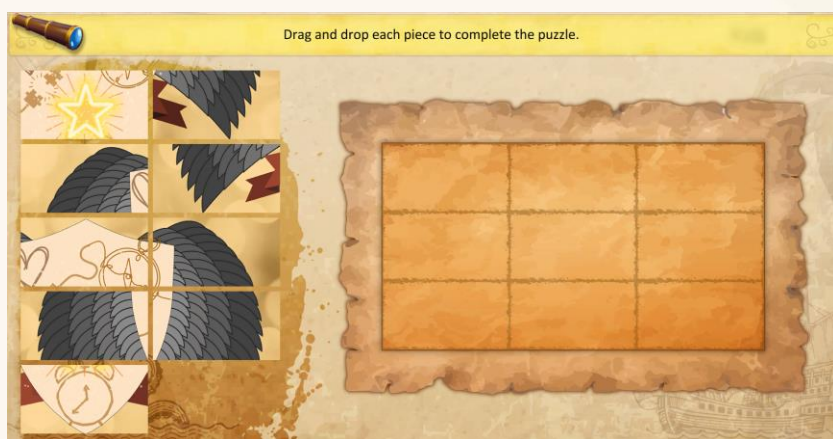 Drag and drop each piece to complete the puzzle.